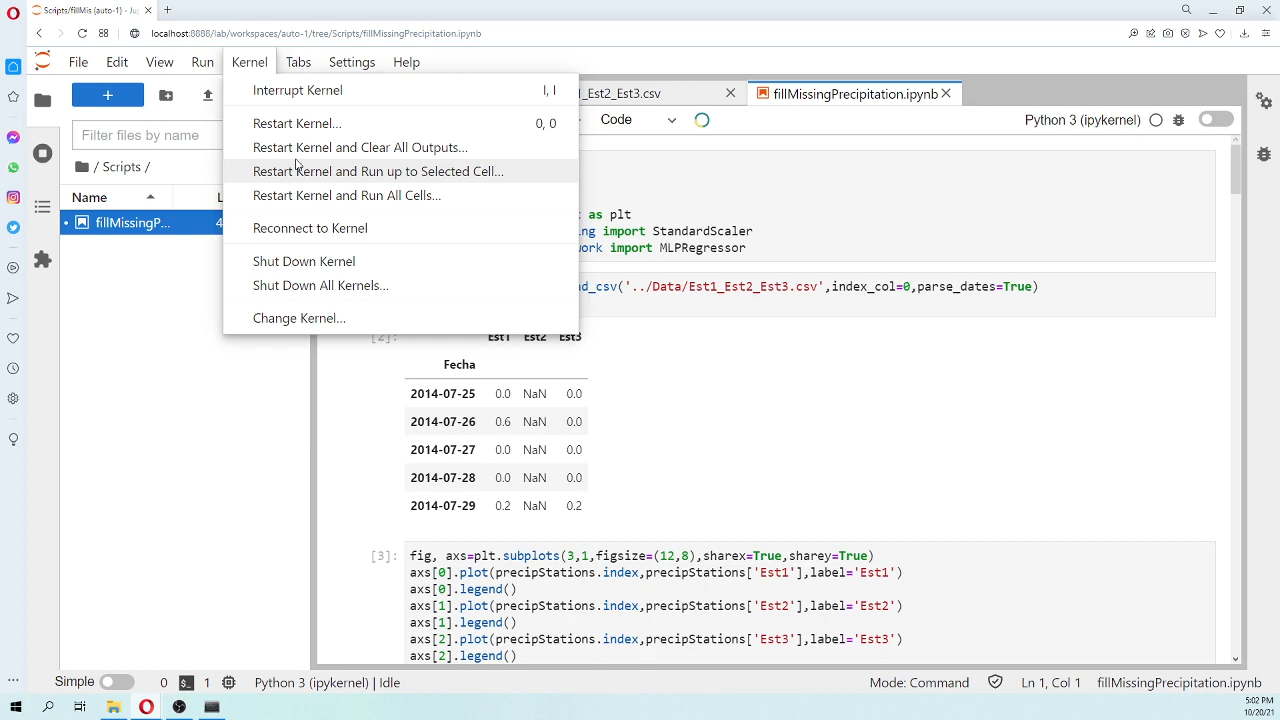 Scripts/fillMis (auto-1) - Ju
localhost:8888/lab/workspaces/auto-1/tree/Scripts/fillMissingPrecipitation.ipynb
File Edit View Run Kernel Tabs Settings Help
Interrupt Kernel I, I
Restart Kernel... 0, 0
Restart Kernel and Clear All Outputs...
Restart Kernel and Run up to Selected Cell...
Restart Kernel and Run All Cells...
Reconnect to Kernel
Shut Down Kernel
Shut Down All Kernels...
Change Kernel...
Filter files by name
/ Scripts /
Name L
fillMissingP... 4
_Est2_Est3.csv
fillMissingPrecipitation.ipynb
Code
Python 3 (ipykernel)
as plt
ing import StandardScaler
work import MLPRegressor
d_csv('../Data/Est1_Est2_Est3.csv',index_col=0,parse_dates=True)
[2]:
Est1 Est2 Est3
Fecha
2014-07-25 0.0 NaN 0.0
2014-07-26 0.6 NaN 0.0
2014-07-27 0.0 NaN 0.0
2014-07-28 0.0 NaN 0.0
2014-07-29 0.2 NaN 0.2
[3]: fig, axs=plt.subplots(3,1,figsize=(12,8),sharex=True,sharey=True)
axs[0].plot(precipStations.index,precipStations['Est1'],label='Est1')
axs[0].legend()
axs[1].plot(precipStations.index,precipStations['Est2'],label='Est2')
axs[1].legend()
axs[2].plot(precipStations.index,precipStations['Est3'],label='Est3')
axs[2].legend()
Simple 0 1 Python 3 (ipykernel) | Idle Mode: Command Ln 1, Col 1 fillMissingPrecipitation.ipynb
5:02 PM
10/20/21